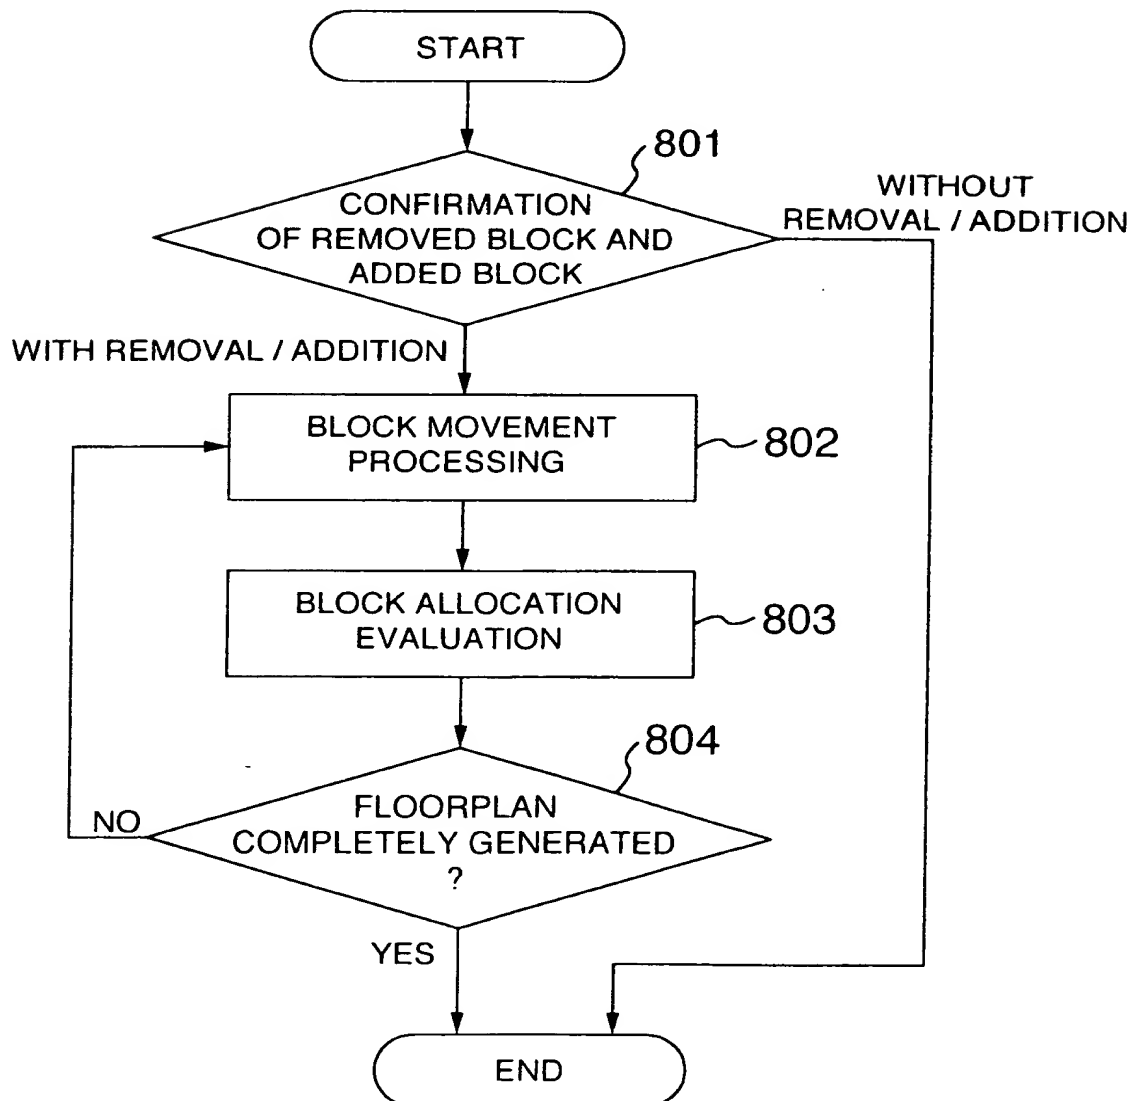 START
801
CONFIRMATION
OF REMOVED BLOCK AND
ADDED BLOCK
WITHOUT
REMOVAL / ADDITION
WITH REMOVAL / ADDITION
BLOCK MOVEMENT
PROCESSING
802
BLOCK ALLOCATION
EVALUATION
803
804
FLOORPLAN
COMPLETELY GENERATED
?
NO
YES
END